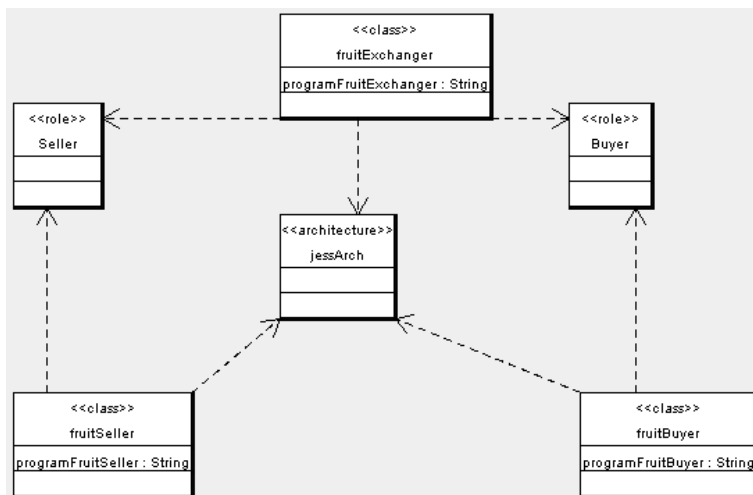 <<class>>
fruitExchanger
programFruitExchanger : String
<<role>>
Seller
<<role>>
Buyer
<<architecture>>
jessArch
<<class>>
fruitSeller
programFruitSeller : String
<<class>>
fruitBuyer
programFruitBuyer : String